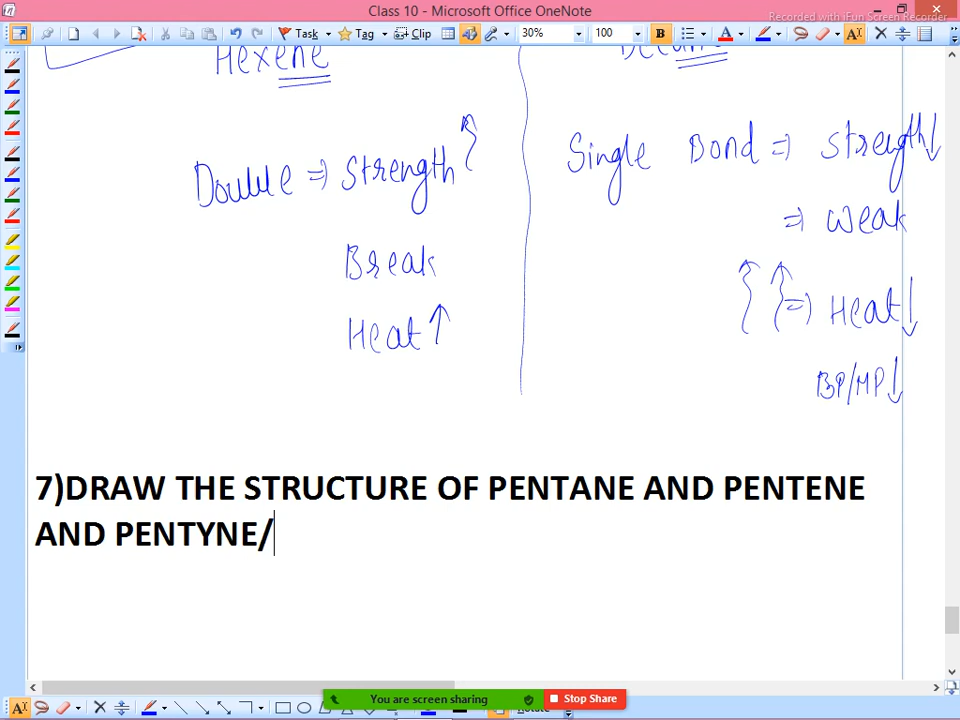 Class 10 - Microsoft Office OneNote
Recorded with iFun Screen Recorder
Task Tag Clip 30% 100 B A
Hexene
Double => Strength ↑
Break
Heat ↑
Single Bond => Strength ↓
=> Weak
=> Heat ↓
BP/MP ↓
7)DRAW THE STRUCTURE OF PENTANE AND PENTENE
AND PENTYNE/
You are screen sharing Stop Share